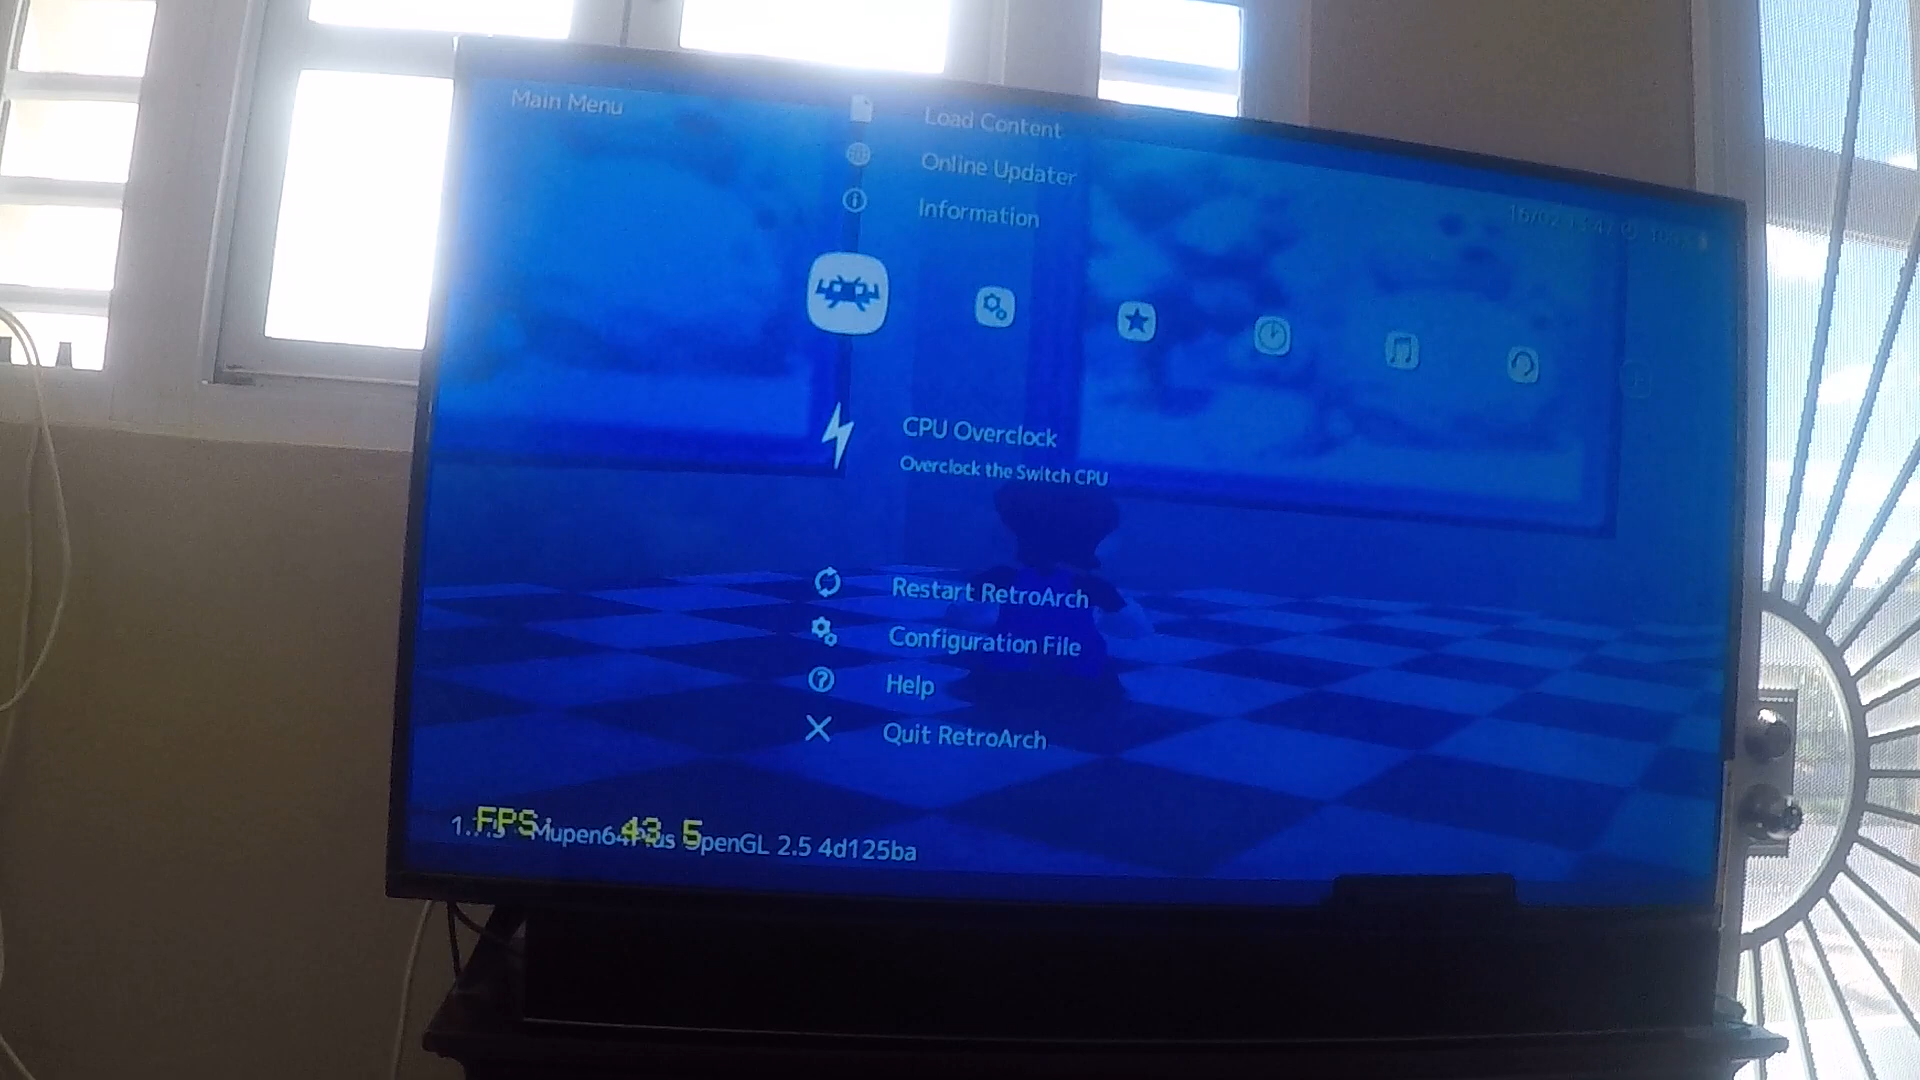 Main Menu
Load Content
Online Updater
Information
CPU Overclock
Overclock the Switch CPU
Restart RetroArch
Configuration File
Help
Quit RetroArch
FPS: 43 5
OpenGL 2.5 4d125ba